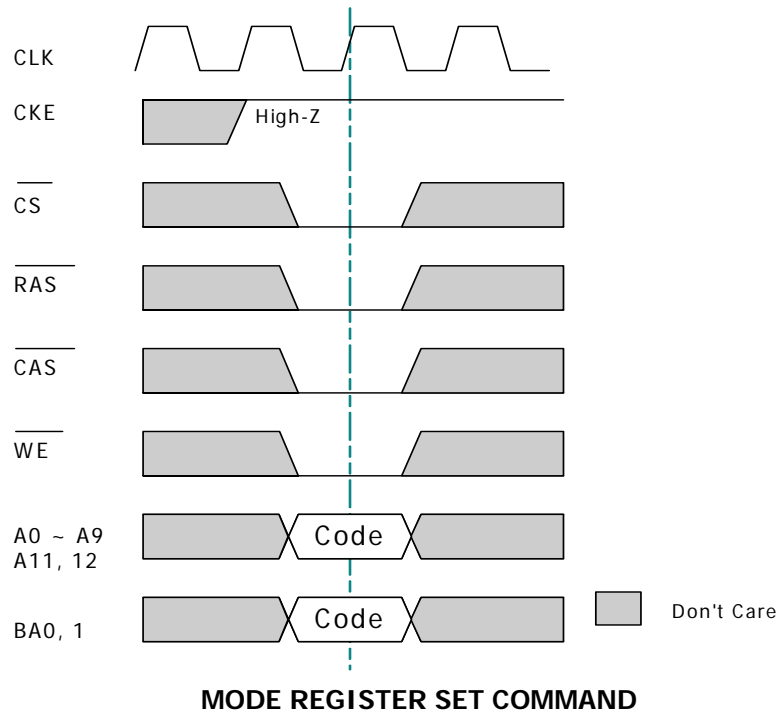 CLK
CKE
High-Z
CS
RAS
CAS
WE
A0 ~ A9
A11, 12
Code
BA0, 1
Code
Don't Care
MODE REGISTER SET COMMAND